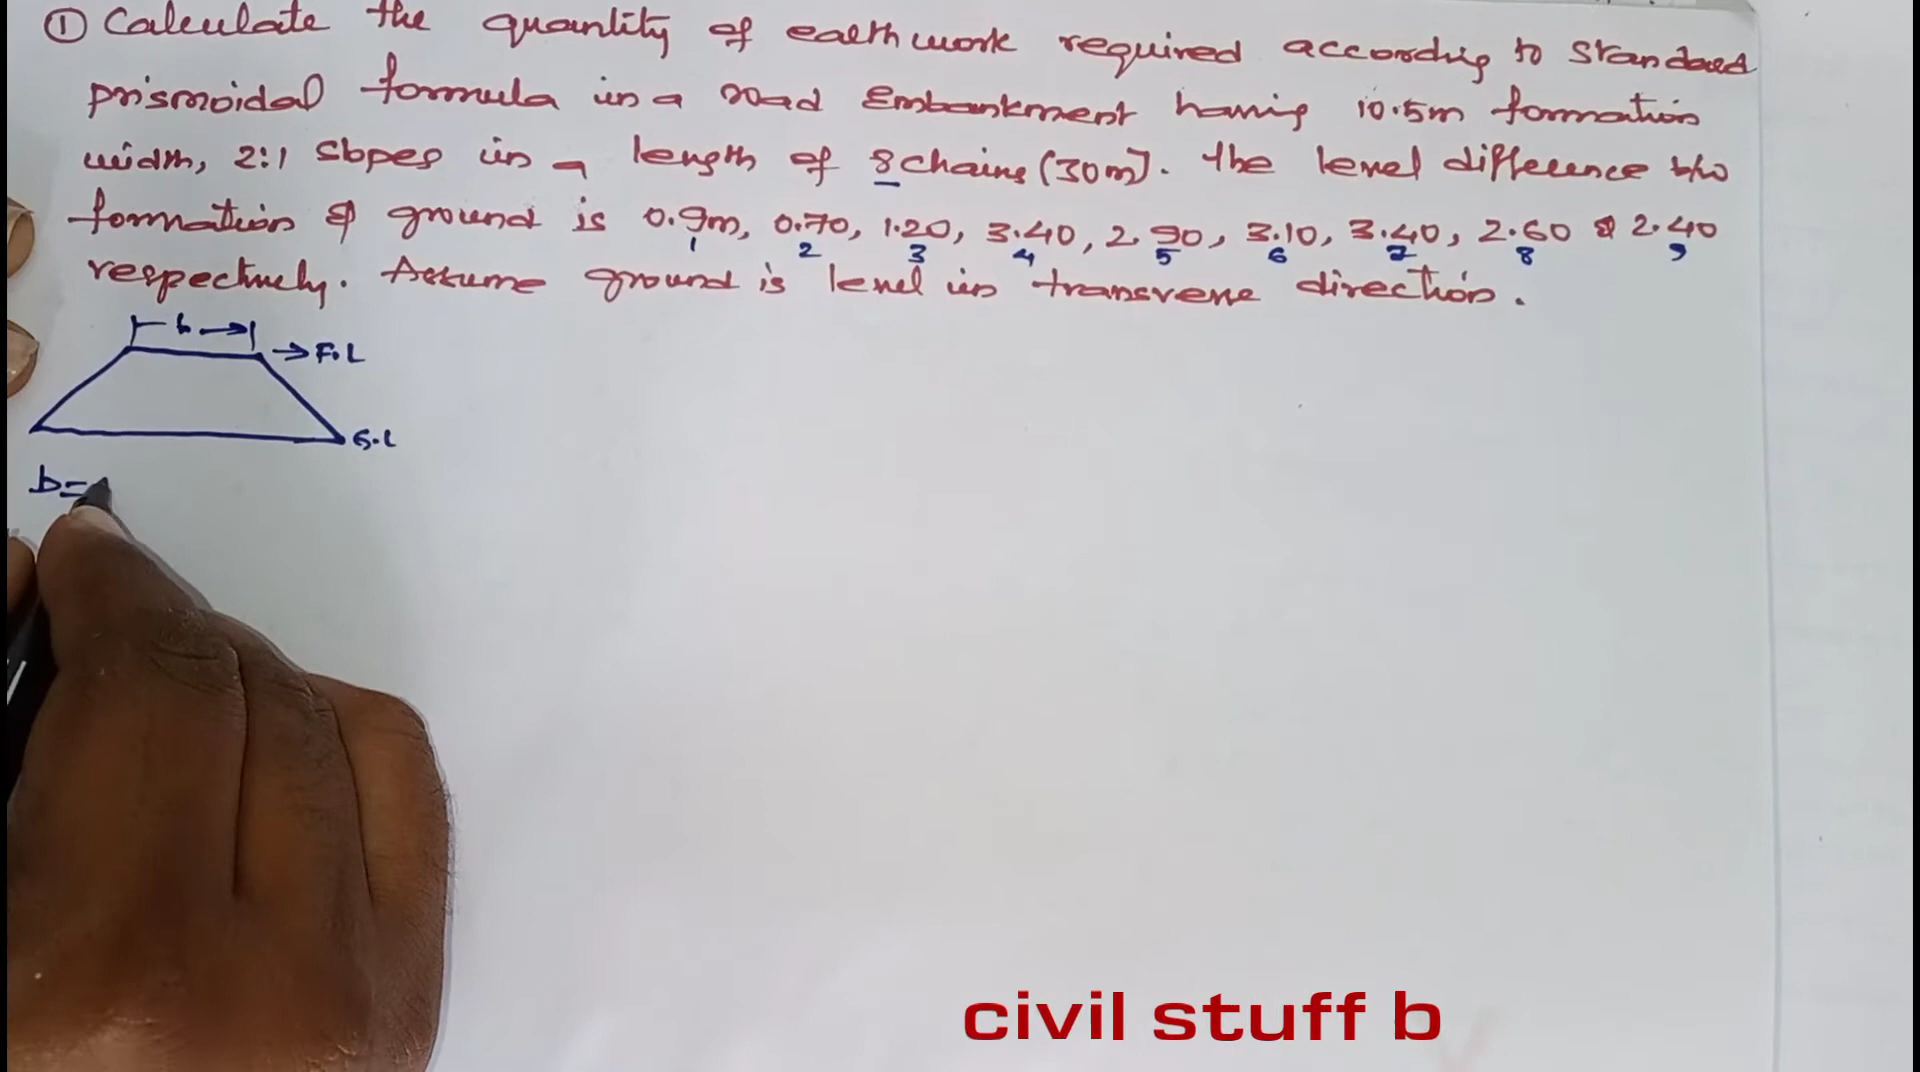 ① Calculate the quantity of earthwork required according to standard
prismoidal formula in a road Embankment having 10.5m formation
width, 2:1 slopes in a length of 8 chains (30m). The level difference b/w
formation & ground is 0.9m, 0.70, 1.20, 3.40, 2.90, 3.10, 3.40, 2.60 & 2.40
1 2 3 4 5 6 7 8 9
respectively. Assume ground is level in transverse direction.
b
F.L
G.L
b=
civil stuff b